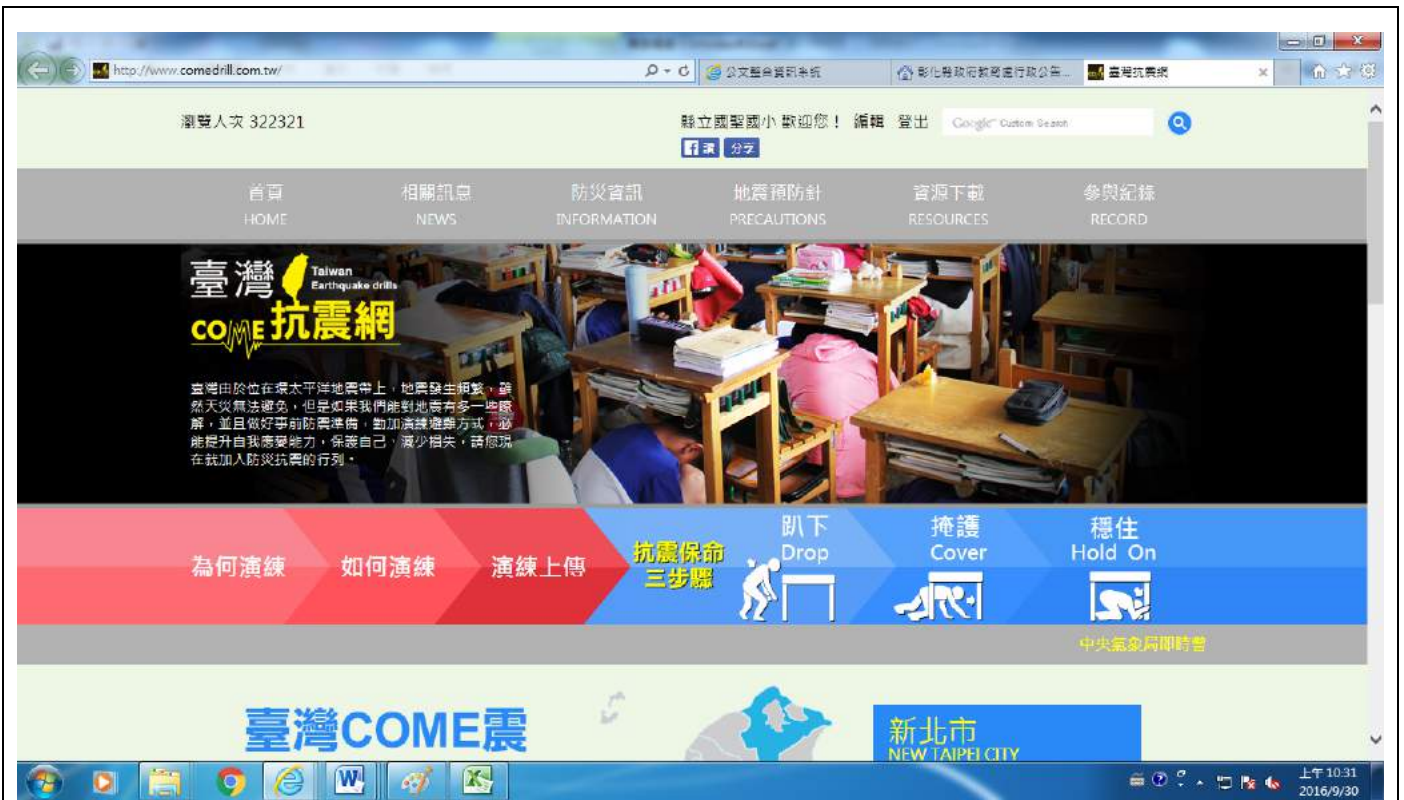 http://www.comedrill.com.tw/
公文整合資訊系統
彰化縣政府教育處行政公告...
臺灣抗震網
瀏覽人次 322321
縣立國聖國小 歡迎您！ 編輯 登出
Google Custom Search
讚 分享
首頁 相關訊息 防災資訊 地震預防針 資源下載 參與紀錄
HOME NEWS INFORMATION PRECAUTIONS RESOURCES RECORD
臺灣
Taiwan
Earthquake drills
COME抗震網
臺灣由於位在環太平洋地震帶上，地震發生頻繁，雖
然天災無法避免，但是如果我們能對地震有多一些瞭
解，並且做好事前防震準備，勤加演練避難方式，必
能提升自我應變能力，保護自己、減少損失，請您現
在就加入防災抗震的行列。
為何演練 如何演練 演練上傳
抗震保命
三步驟
趴下
Drop
掩護
Cover
穩住
Hold On
中央氣象局即時
臺灣COME震
新北市
NEW TAIPEI CITY
上午 10:31
2016/9/30